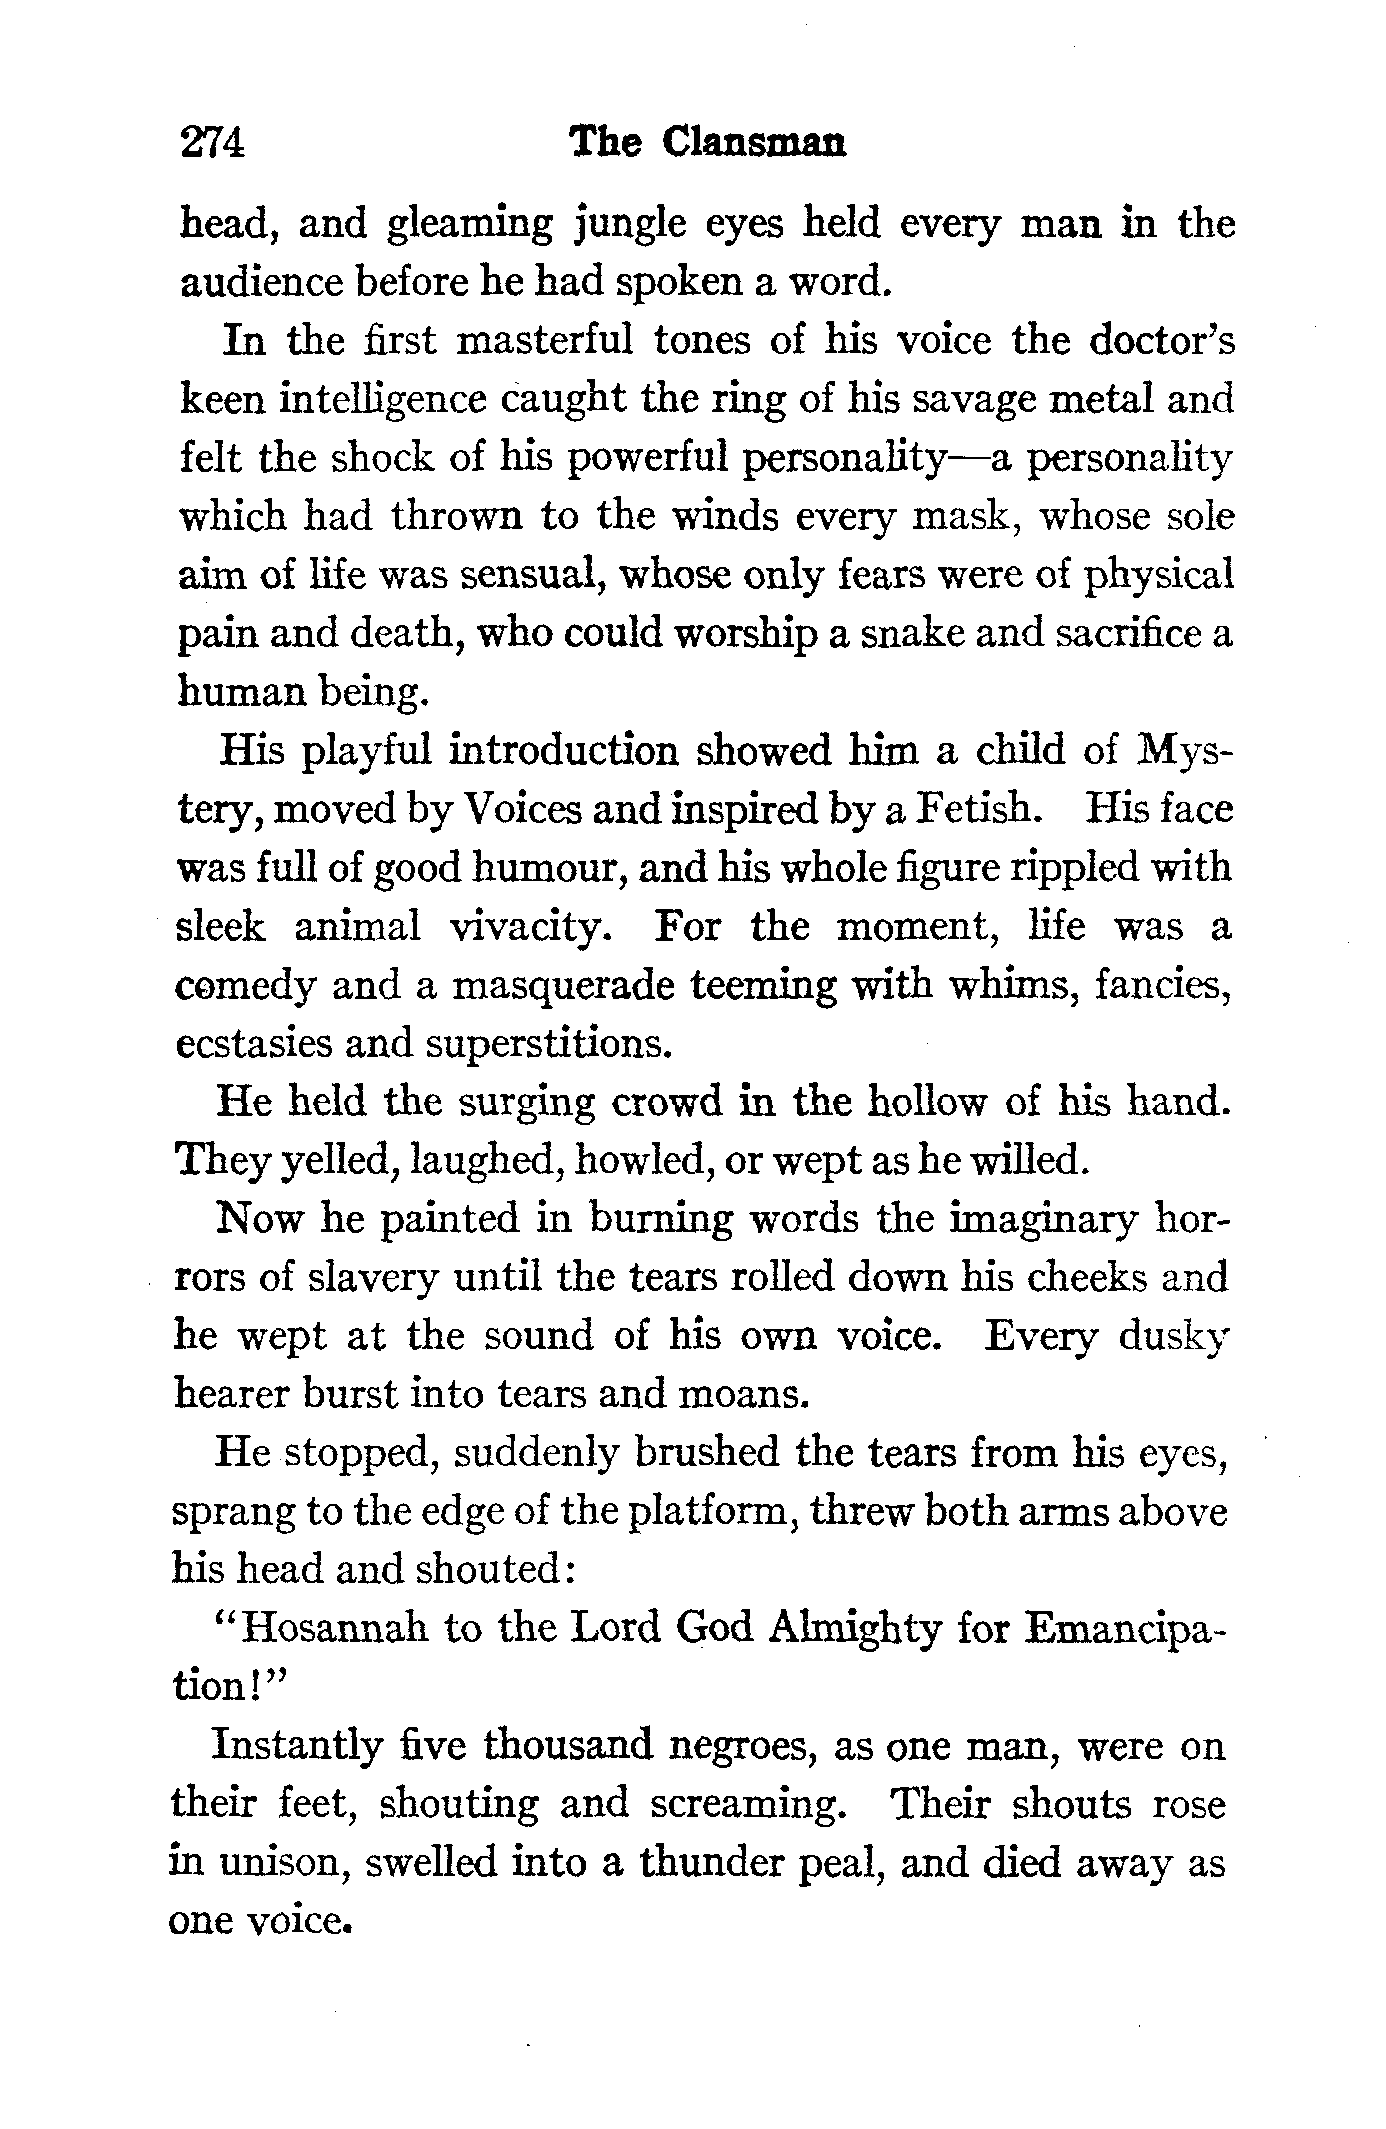 274 The Clansman
head, and gleaming jungle eyes held every man in the
audience before he had spoken a word.
In the first masterful tones of his voice the doctor's
keen intelligence caught the ring of his savage metal and
felt the shock of his powerful personality—a personality
which had thrown to the winds every mask, whose sole
aim of life was sensual, whose only fears were of physical
pain and death, who could worship a snake and sacrifice a
human being.
His playful introduction showed him a child of Mys-
tery, moved by Voices and inspired by a Fetish. His face
was full of good humour, and his whole figure rippled with
sleek animal vivacity. For the moment, life was a
comedy and a masquerade teeming with whims, fancies,
ecstasies and superstitions.
He held the surging crowd in the hollow of his hand.
They yelled, laughed, howled, or wept as he willed.
Now he painted in burning words the imaginary hor-
rors of slavery until the tears rolled down his cheeks and
he wept at the sound of his own voice. Every dusky
hearer burst into tears and moans.
He stopped, suddenly brushed the tears from his eyes,
sprang to the edge of the platform, threw both arms above
his head and shouted:
"Hosannah to the Lord God Almighty for Emancipa-
tion!"
Instantly five thousand negroes, as one man, were on
their feet, shouting and screaming. Their shouts rose
in unison, swelled into a thunder peal, and died away as
one voice.